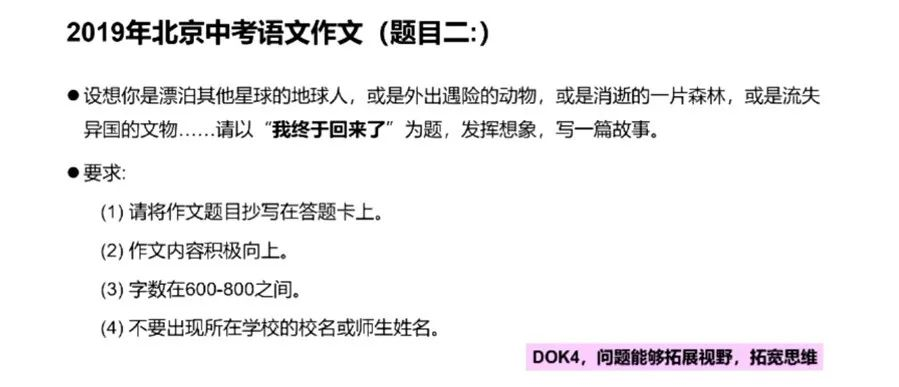 2019年北京中考语文作文（题目二:）
●设想你是漂泊其他星球的地球人，或是外出遇险的动物，或是消逝的一片森林，或是流失
异国的文物……请以“我终于回来了”为题，发挥想象，写一篇故事。
●要求:
(1) 请将作文题目抄写在答题卡上。
(2) 作文内容积极向上。
(3) 字数在600-800之间。
(4) 不要出现所在学校的校名或师生姓名。
DOK4，问题能够拓展视野，拓宽思维